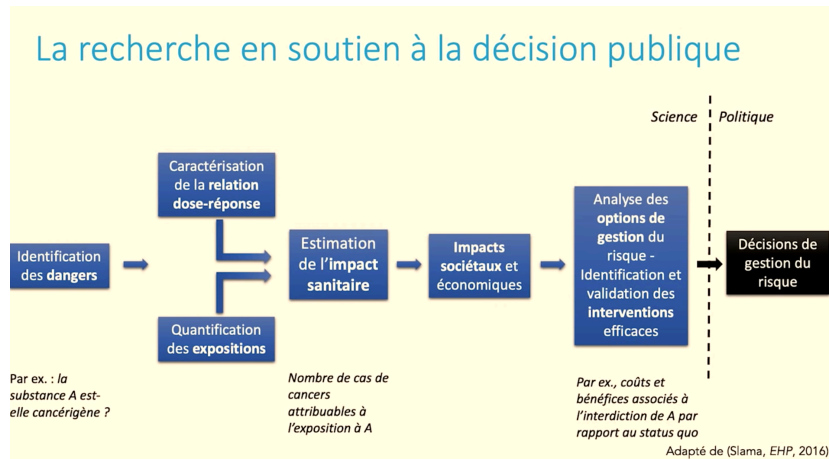 La recherche en soutien à la décision publique
Science
Politique
Caractérisation
de la relation
dose-réponse
Identification
des dangers
Quantification
des expositions
Estimation
de l'impact
sanitaire
Impacts
sociétaux et
économiques
Analyse des
options de
gestion du
risque -
Identification et
validation des
interventions
efficaces
Décisions de
gestion du
risque
Par ex. : la
substance A est-
elle cancérigène ?
Nombre de cas de
cancers
attribuables à
l'exposition à A
Par ex., coûts et
bénéfices associés à
l'interdiction de A par
rapport au status quo
Adapté de (Slama, EHP, 2016)